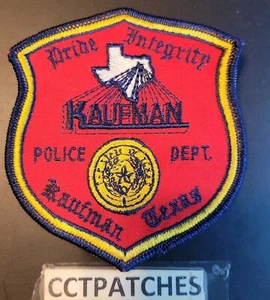 Pride Integrity
KAUFMAN
POLICE DEPT.
Kaufman Texas
CCTPATCHES